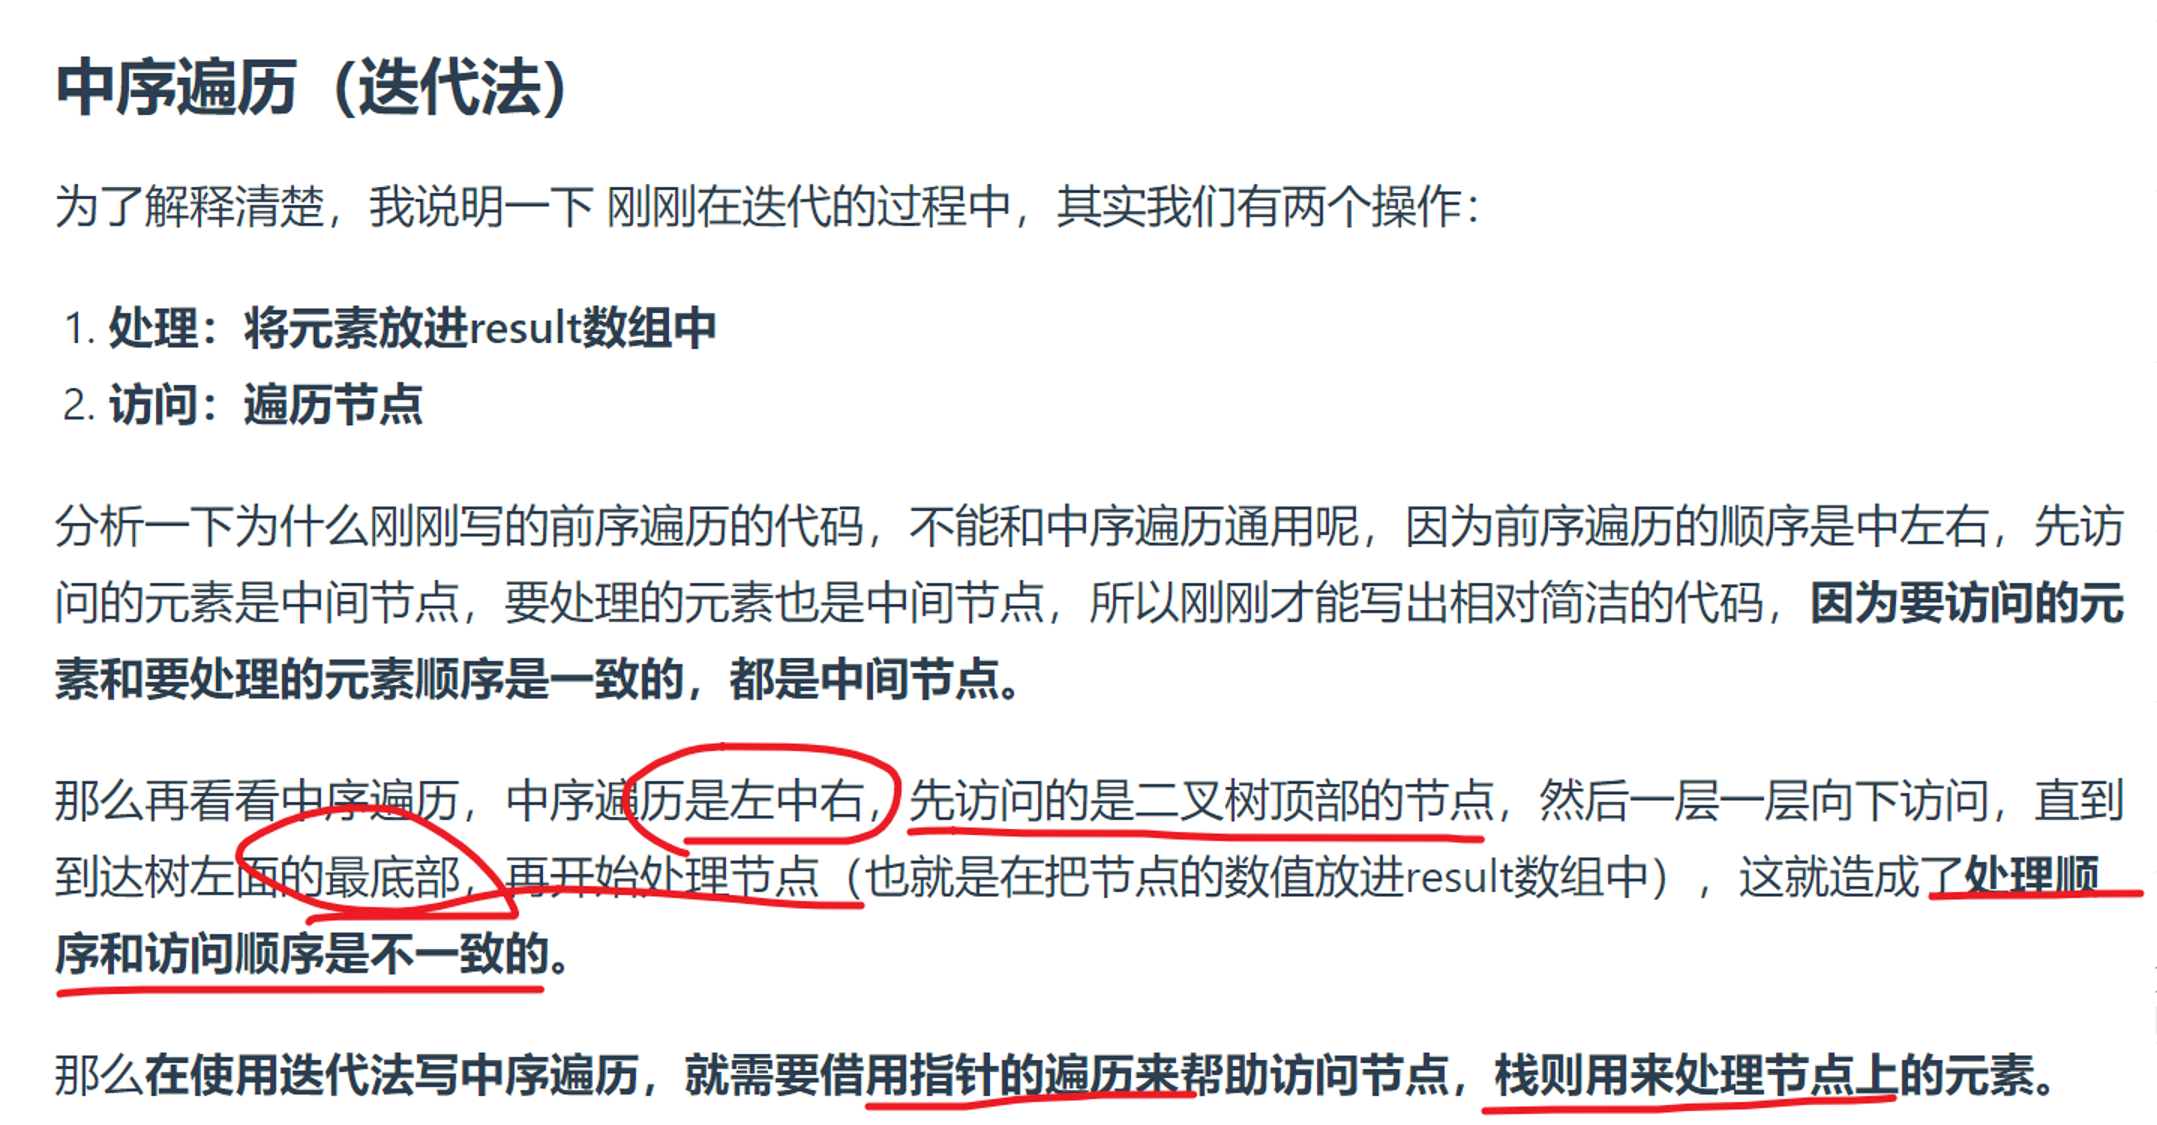 中序遍历（迭代法）
为了解释清楚，我说明一下 刚刚在迭代的过程中，其实我们有两个操作：
1. 处理：将元素放进result数组中
2. 访问：遍历节点
分析一下为什么刚刚写的前序遍历的代码，不能和中序遍历通用呢，因为前序遍历的顺序是中左右，先访
问的元素是中间节点，要处理的元素也是中间节点，所以刚刚才能写出相对简洁的代码，因为要访问的元
素和要处理的元素顺序是一致的，都是中间节点。
那么再看看中序遍历，中序遍历是左中右，先访问的是二叉树顶部的节点，然后一层一层向下访问，直到
到达树左面的最底部，再开始处理节点（也就是在把节点的数值放进result数组中），这就造成了处理顺
序和访问顺序是不一致的。
那么在使用迭代法写中序遍历，就需要借用指针的遍历来帮助访问节点，栈则用来处理节点上的元素。